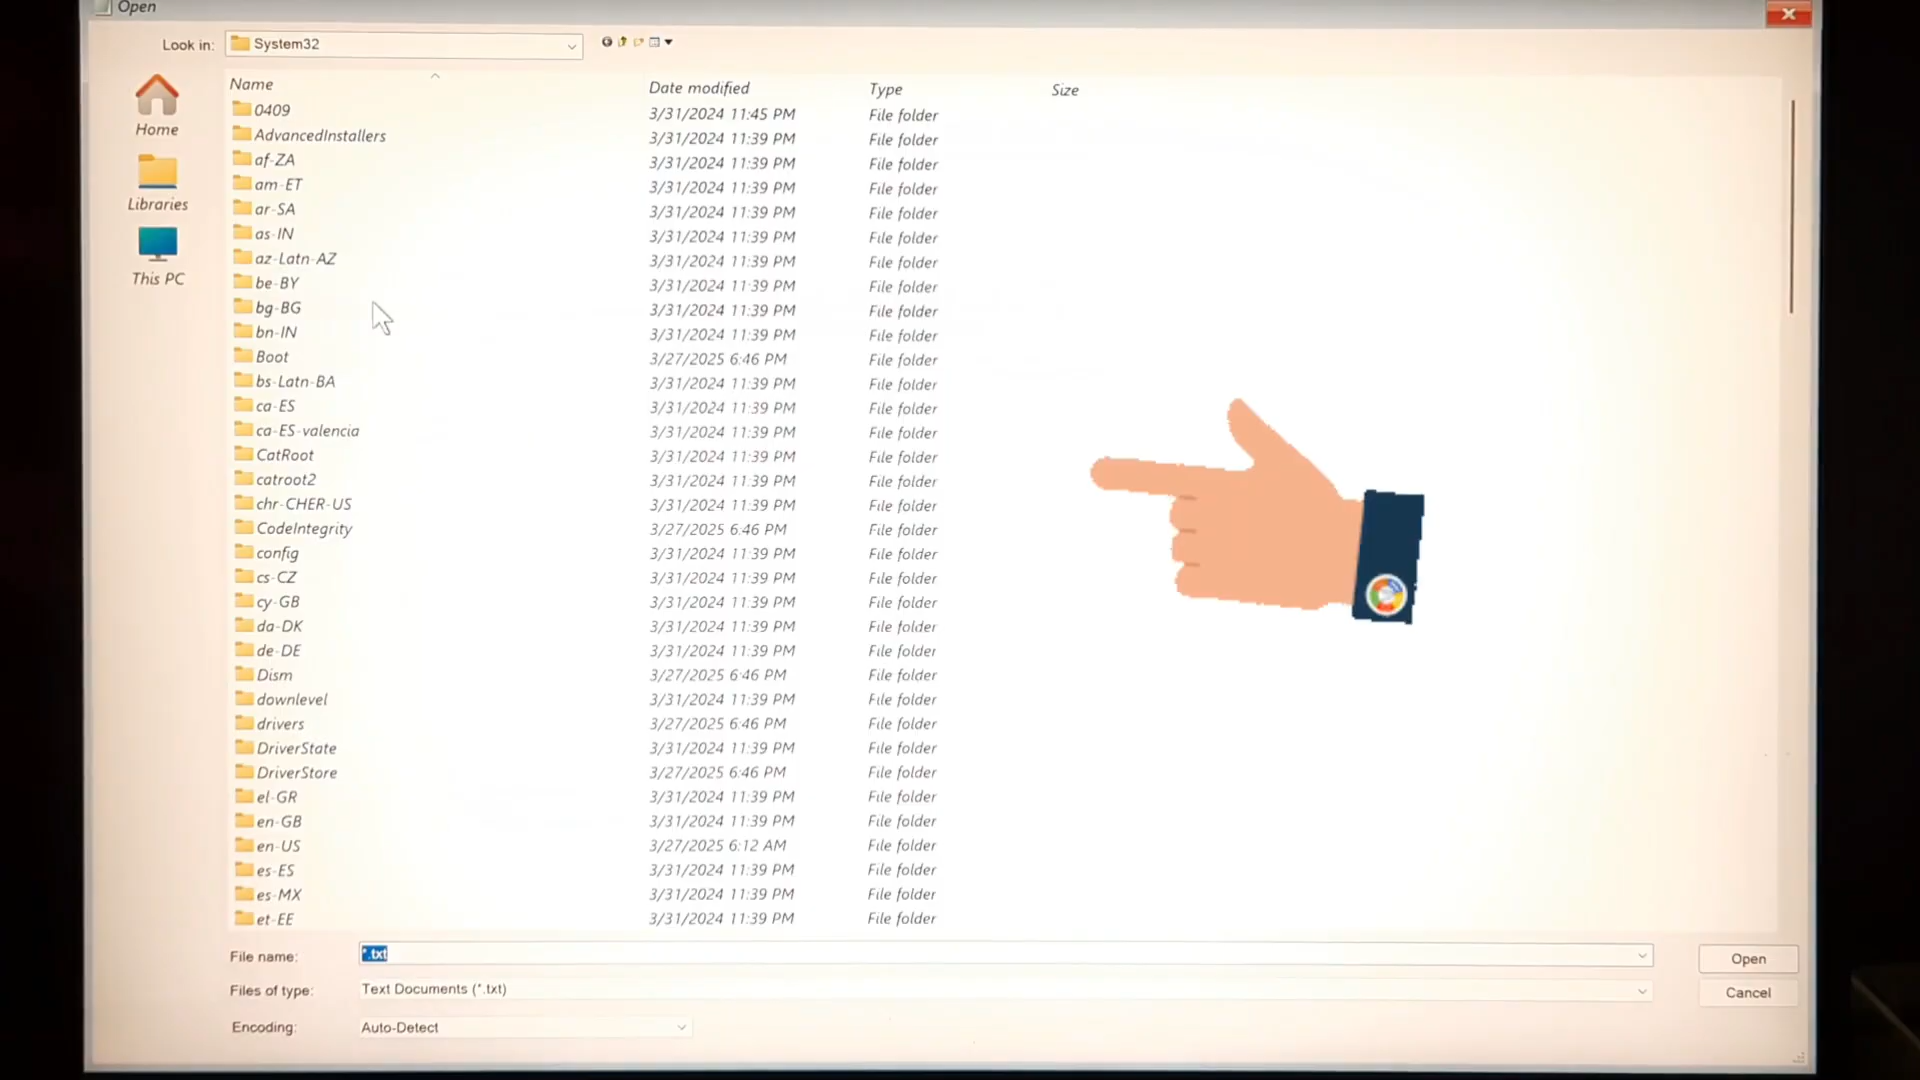 Open
Look in: System32
Home
Libraries
This PC
Name Date modified Type Size
0409 3/31/2024 11:45 PM File folder
AdvancedInstallers 3/31/2024 11:39 PM File folder
af-ZA 3/31/2024 11:39 PM File folder
am-ET 3/31/2024 11:39 PM File folder
ar-SA 3/31/2024 11:39 PM File folder
as-IN 3/31/2024 11:39 PM File folder
az-Latn-AZ 3/31/2024 11:39 PM File folder
be-BY 3/31/2024 11:39 PM File folder
bg-BG 3/31/2024 11:39 PM File folder
bn-IN 3/31/2024 11:39 PM File folder
Boot 3/27/2025 6:46 PM File folder
bs-Latn-BA 3/31/2024 11:39 PM File folder
ca-ES 3/31/2024 11:39 PM File folder
ca-ES-valencia 3/31/2024 11:39 PM File folder
CatRoot 3/31/2024 11:39 PM File folder
catroot2 3/31/2024 11:39 PM File folder
chr-CHER-US 3/31/2024 11:39 PM File folder
CodeIntegrity 3/27/2025 6:46 PM File folder
config 3/31/2024 11:39 PM File folder
cs-CZ 3/31/2024 11:39 PM File folder
cy-GB 3/31/2024 11:39 PM File folder
da-DK 3/31/2024 11:39 PM File folder
de-DE 3/31/2024 11:39 PM File folder
Dism 3/27/2025 6:46 PM File folder
downlevel 3/31/2024 11:39 PM File folder
drivers 3/27/2025 6:46 PM File folder
DriverState 3/31/2024 11:39 PM File folder
DriverStore 3/27/2025 6:46 PM File folder
el-GR 3/31/2024 11:39 PM File folder
en-GB 3/31/2024 11:39 PM File folder
en-US 3/27/2025 6:12 AM File folder
es-ES 3/31/2024 11:39 PM File folder
es-MX 3/31/2024 11:39 PM File folder
et-EE 3/31/2024 11:39 PM File folder
File name: *.txt Open
Files of type: Text Documents (*.txt) Cancel
Encoding: Auto-Detect